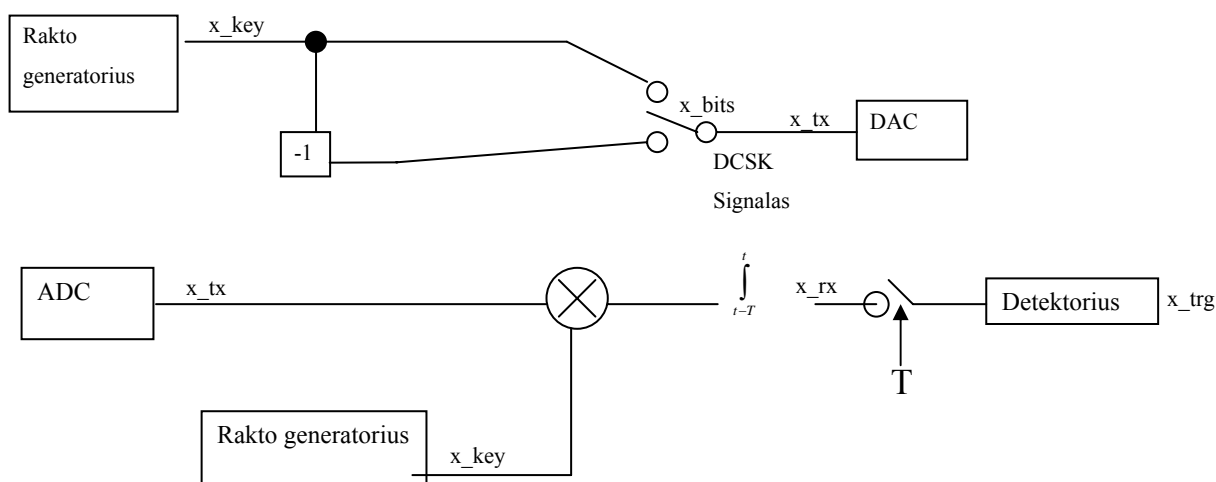 Rakto
generatorius
x_key
-1
x_bits
x_tx
DAC
DCSK
Signalas
ADC
x_tx
t
∫
t−T
x_rx
T
Detektorius
x_trg
Rakto generatorius
x_key